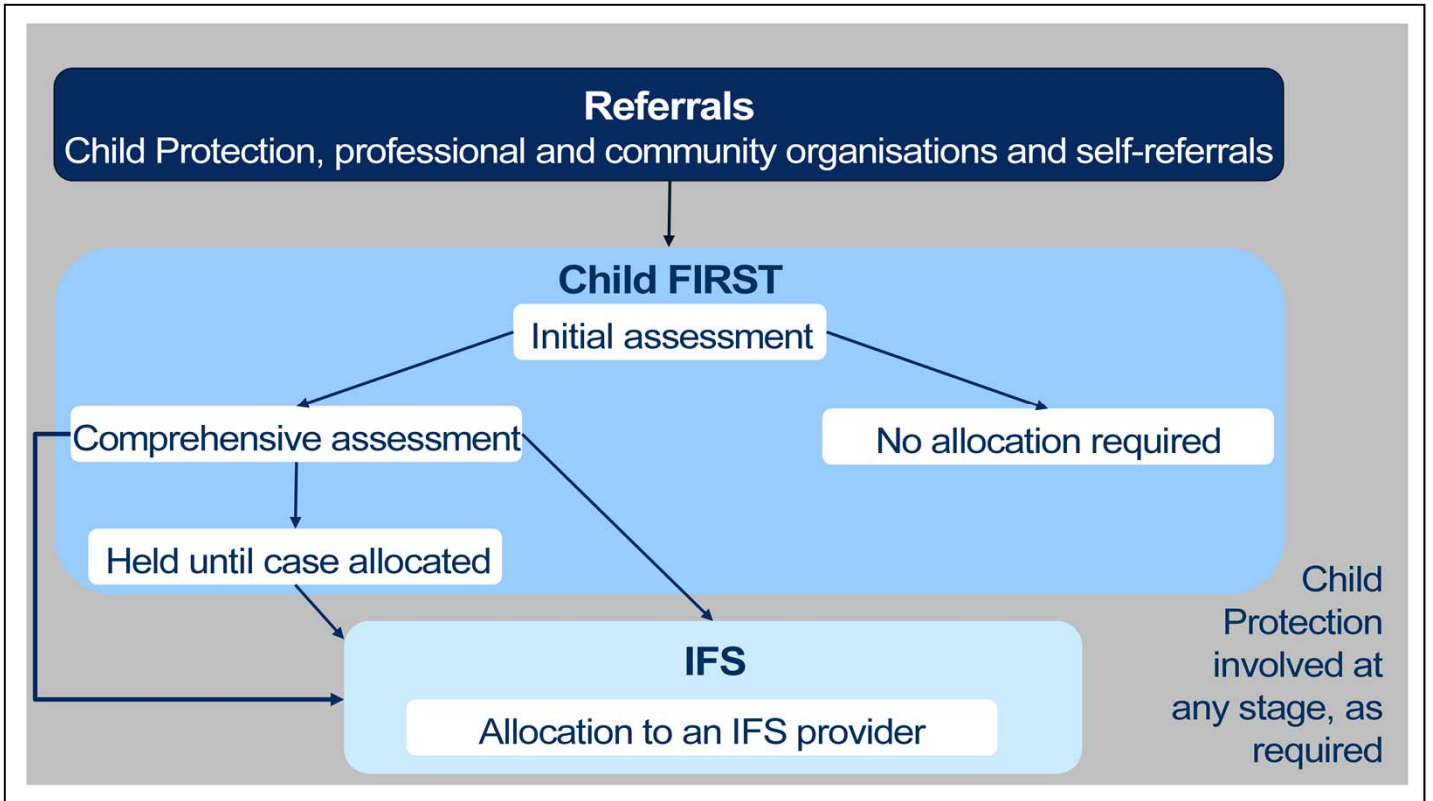 Referrals
Child Protection, professional and community organisations and self-referrals
Child FIRST
Initial assessment
Comprehensive assessment
No allocation required
Held until case allocated
IFS
Allocation to an IFS provider
Child
Protection
involved at
any stage, as
required